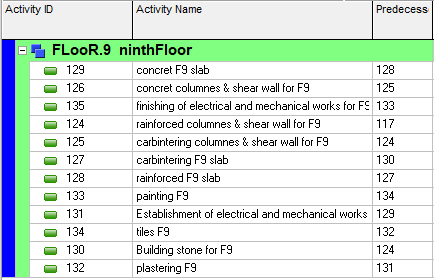 Activity ID Activity Name Predecess
FLooR.9 ninthFloor
129 concret F9 slab 128
126 concret columnes & shear wall for F9 125
135 finishing of electrical and mechanical works for F9 133
124 rainforced columnes & shear wall for F9 117
125 carbintering columnes & shear wall for F9 124
127 carbintering F9 slab 130
128 rainforced F9 slab 127
133 painting F9 134
131 Establishment of electrical and mechanical works 129
134 tiles F9 132
130 Building stone for F9 124
132 plastering F9 131